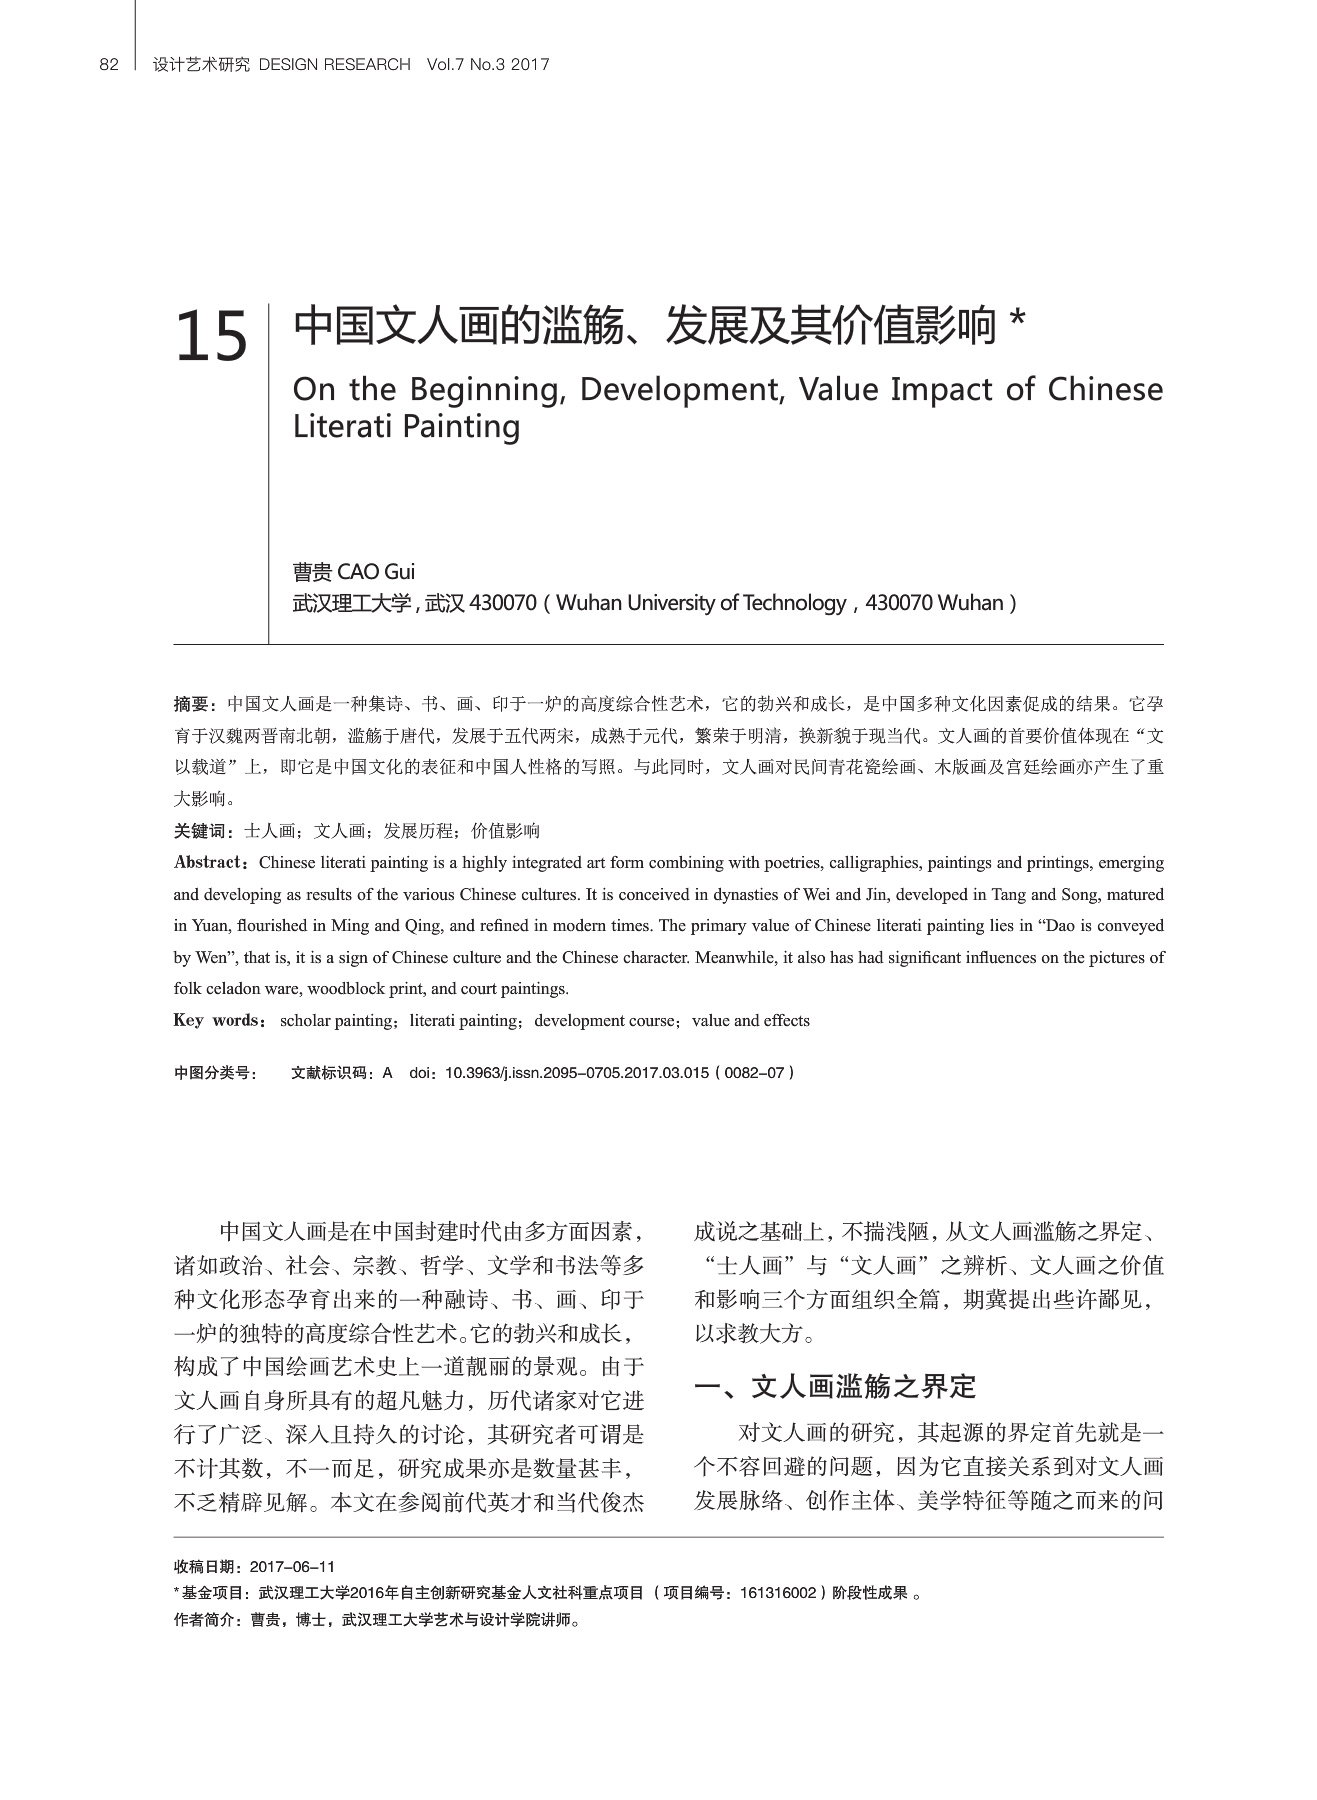 82
设计艺术研究 DESIGN RESEARCH Vol.7 No.3 2017
15
中国文人画的滥觞、发展及其价值影响 *
On the Beginning, Development, Value Impact of Chinese
Literati Painting
曹贵 CAO Gui
武汉理工大学 , 武汉 430070（Wuhan University of Technology，430070 Wuhan）
摘要：中国文人画是一种集诗、书、画、印于一炉的高度综合性艺术，它的勃兴和成长，是中国多种文化因素促成的结果。它孕
育于汉魏两晋南北朝，滥觞于唐代，发展于五代两宋，成熟于元代，繁荣于明清，换新貌于现当代。文人画的首要价值体现在“文
以载道”上，即它是中国文化的表征和中国人性格的写照。与此同时，文人画对民间青花瓷绘画、木版画及宫廷绘画亦产生了重
大影响。
关键词：士人画；文人画；发展历程；价值影响
Abstract：Chinese literati painting is a highly integrated art form combining with poetries, calligraphies, paintings and printings, emerging
and developing as results of the various Chinese cultures. It is conceived in dynasties of Wei and Jin, developed in Tang and Song, matured
in Yuan, flourished in Ming and Qing, and refined in modern times. The primary value of Chinese literati painting lies in “Dao is conveyed
by Wen”, that is, it is a sign of Chinese culture and the Chinese character. Meanwhile, it also has had significant influences on the pictures of
folk celadon ware, woodblock print, and court paintings.
Key words： scholar painting；literati painting；development course；value and effects
中图分类号： 文献标识码：A doi：10.3963/j.issn.2095-0705.2017.03.015（0082-07）
中国文人画是在中国封建时代由多方面因素，
诸如政治、社会、宗教、哲学、文学和书法等多
种文化形态孕育出来的一种融诗、书、画、印于
一炉的独特的高度综合性艺术。它的勃兴和成长，
构成了中国绘画艺术史上一道靓丽的景观。由于
文人画自身所具有的超凡魅力，历代诸家对它进
行了广泛、深入且持久的讨论，其研究者可谓是
不计其数，不一而足，研究成果亦是数量甚丰，
不乏精辟见解。本文在参阅前代英才和当代俊杰
成说之基础上，不揣浅陋，从文人画滥觞之界定、
“士人画”与“文人画”之辨析、文人画之价值
和影响三个方面组织全篇，期冀提出些许鄙见，
以求教大方。
一、文人画滥觞之界定
对文人画的研究，其起源的界定首先就是一
个不容回避的问题，因为它直接关系到对文人画
发展脉络、创作主体、美学特征等随之而来的问
收稿日期：2017-06-11
* 基金项目：武汉理工大学2016年自主创新研究基金人文社科重点项目（项目编号：161316002）阶段性成果 。
作者简介：曹贵，博士，武汉理工大学艺术与设计学院讲师。